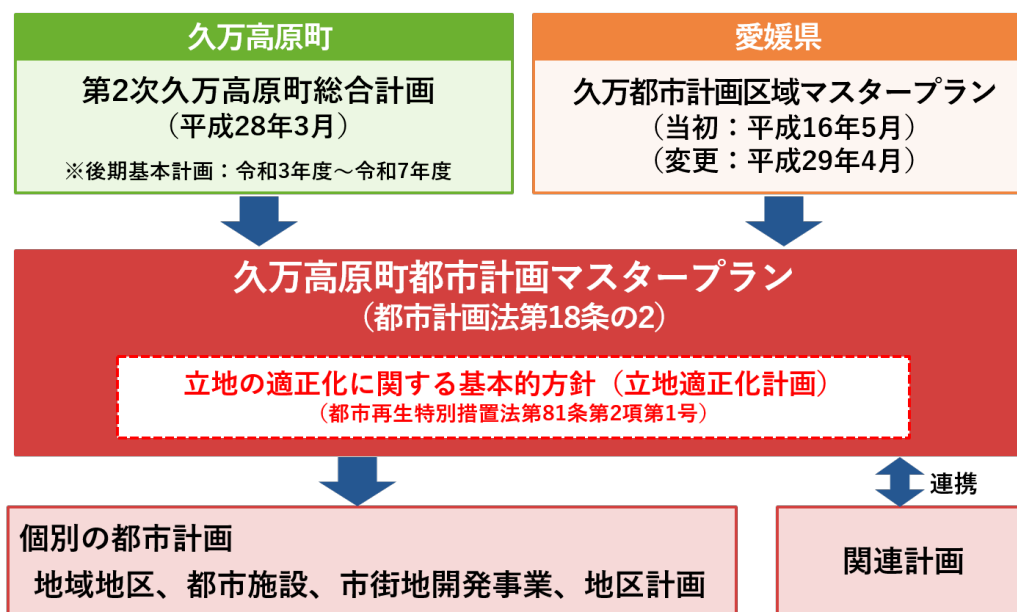 久万高原町
第2次久万高原町総合計画
（平成28年3月）
※後期基本計画：令和3年度～令和7年度
愛媛県
久万都市計画区域マスタープラン
（当初：平成16年5月）
（変更：平成29年4月）
久万高原町都市計画マスタープラン
（都市計画法第18条の2）
立地の適正化に関する基本的方針（立地適正化計画）
（都市再生特別措置法第81条第2項第1号）
連携
個別の都市計画
地域地区、都市施設、市街地開発事業、地区計画
関連計画